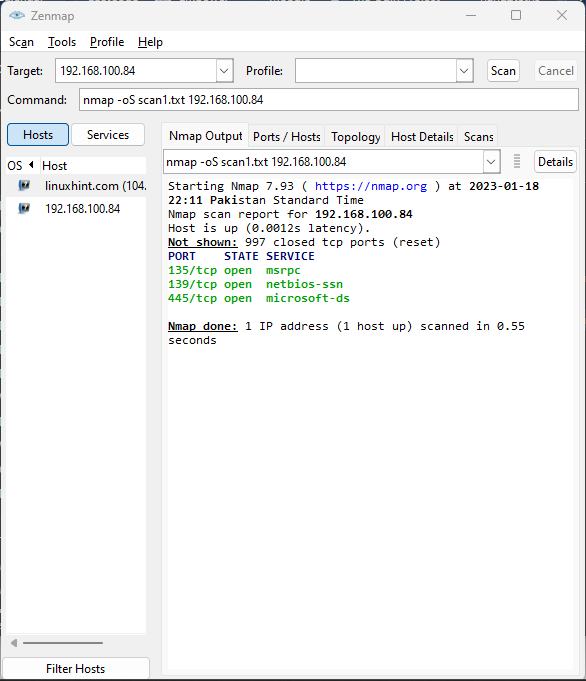 Zenmap
Scan Tools Profile Help
Target: 192.168.100.84 Profile: Scan Cancel
Command: nmap -oS scan1.txt 192.168.100.84
Hosts Services
Nmap Output Ports / Hosts Topology Host Details Scans
OS Host
nmap -oS scan1.txt 192.168.100.84 Details
linuxhint.com (104.
192.168.100.84
Starting Nmap 7.93 ( https://nmap.org ) at 2023-01-18
22:11 Pakistan Standard Time
Nmap scan report for 192.168.100.84
Host is up (0.0012s latency).
Not shown: 997 closed tcp ports (reset)
PORT STATE SERVICE
135/tcp open msrpc
139/tcp open netbios-ssn
445/tcp open microsoft-ds
Nmap done: 1 IP address (1 host up) scanned in 0.55
seconds
Filter Hosts